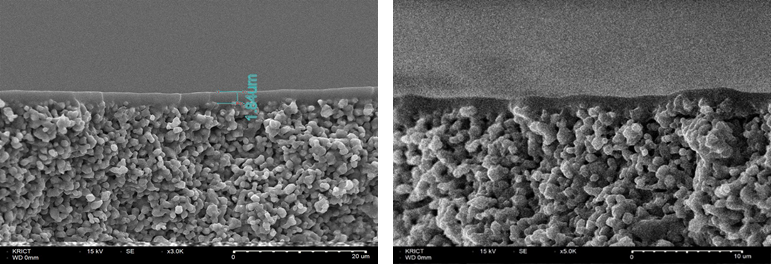 1.84um
KRICT 15 kV SE x3.0K 20 um
WD 0mm 0
KRICT 15 kV SE x5.0K 10 um
WD 0mm 0